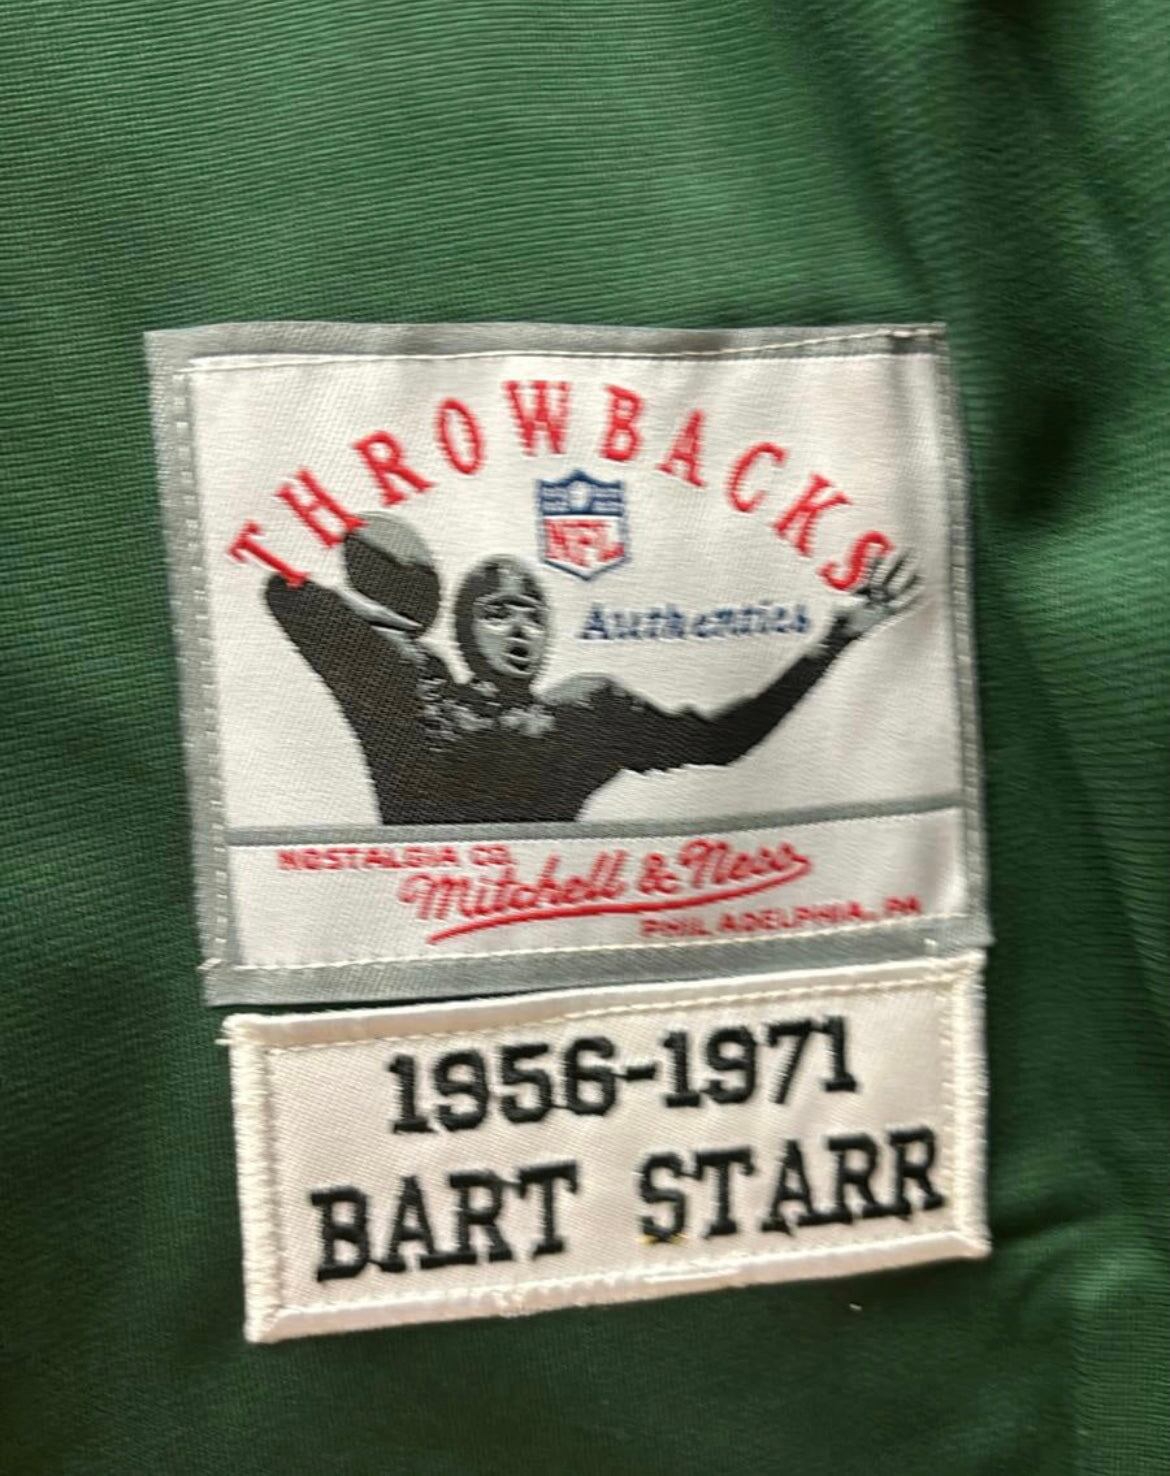 THROWBACKS
NFL
Authentics
NOSTALGIA CO.
Mitchell & Ness
PHILADELPHIA, PA
1956-1971
BART STARR